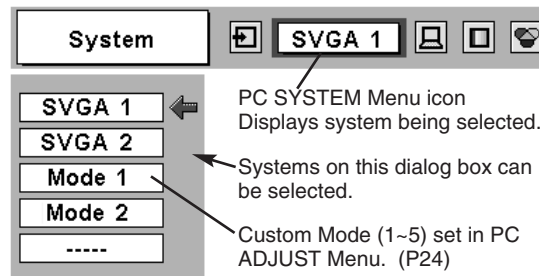 System
SVGA 1
PC SYSTEM Menu icon
Displays system being selected.
SVGA 1
SVGA 2
Mode 1
Mode 2
-----
Systems on this dialog box can
be selected.
Custom Mode (1~5) set in PC
ADJUST Menu. (P24)